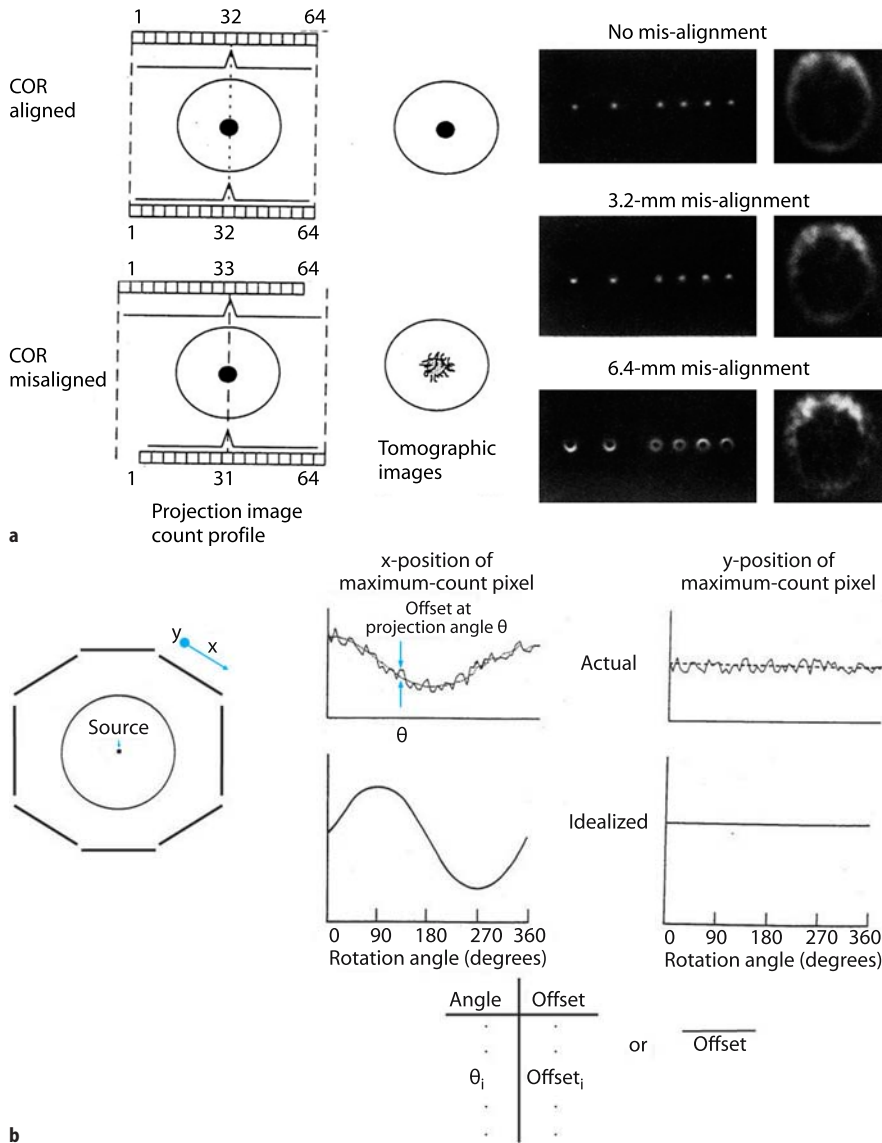 1 32 64
COR
aligned
1 32 64
1 33 64
COR
misaligned
1 31 64
Projection image
count profile
Tomographic
images
No mis-alignment
3.2-mm mis-alignment
6.4-mm mis-alignment
a
y
x
Source
x-position of
maximum-count pixel
Offset at
projection angle θ
θ
y-position of
maximum-count pixel
Actual
Idealized
0 90 180 270 360
Rotation angle (degrees)
0 90 180 270 360
Rotation angle (degrees)
Angle Offset
θi Offseti
or
Offset
b